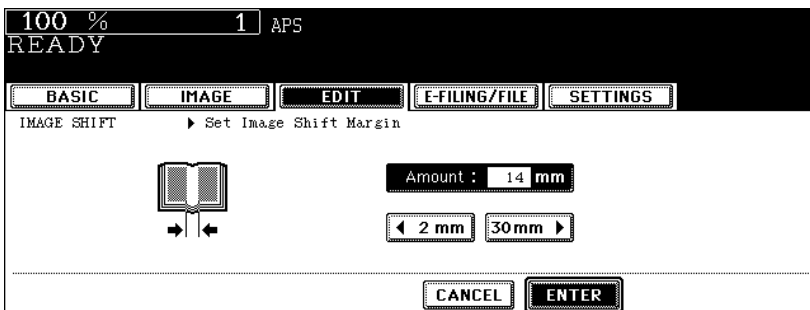 100 % 1 APS
READY
BASIC IMAGE EDIT E-FILING/FILE SETTINGS
IMAGE SHIFT Set Image Shift Margin
Amount : 14 mm
2 mm 30mm
CANCEL ENTER